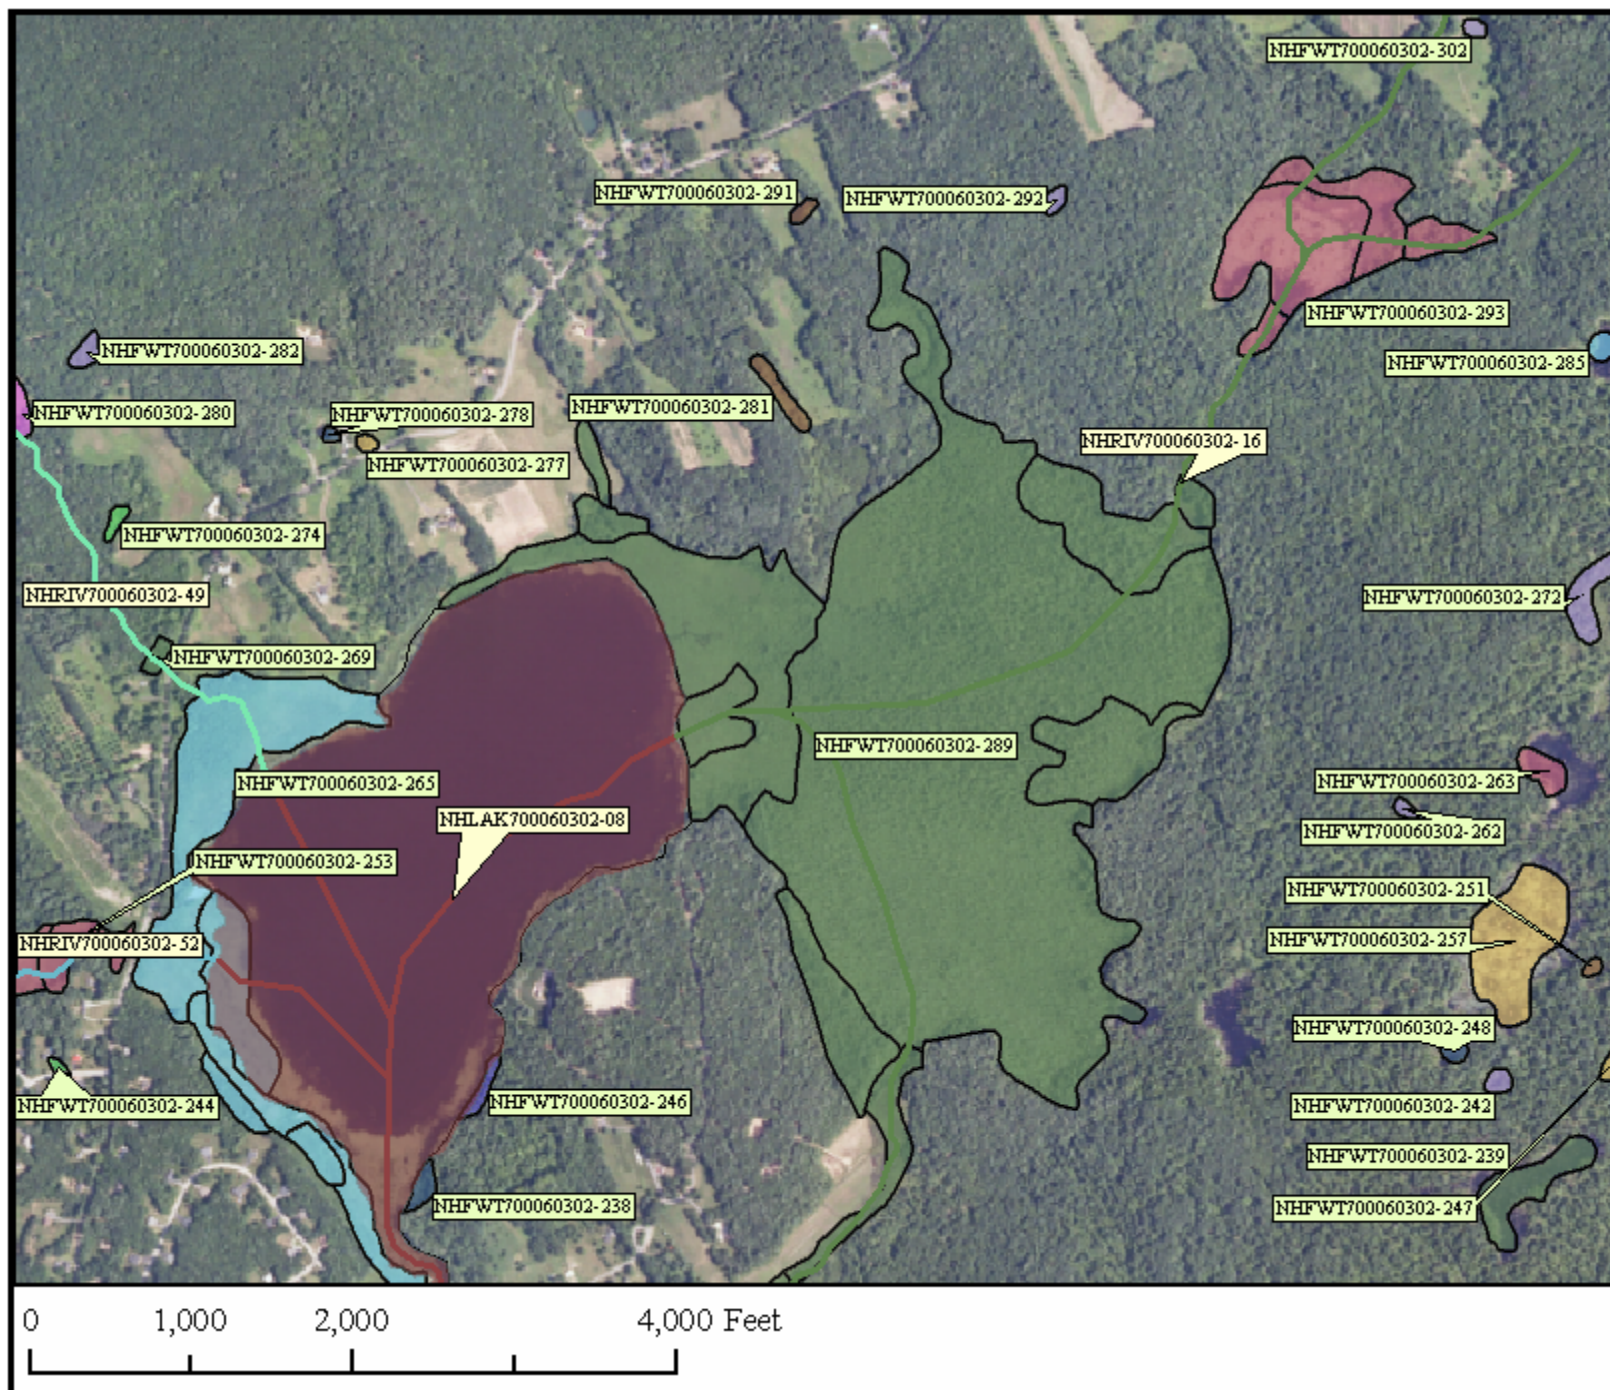 NHFWT700060302-302
NHFWT700060302-291
NHFWT700060302-292
NHFWT700060302-293
NHFWT700060302-282
NHFWT700060302-285
NHFWT700060302-280
NHFWT700060302-278
NHFWT700060302-281
NHRIV700060302-16
NHFWT700060302-277
NHFWT700060302-274
NHRIV700060302-49
NHFWT700060302-272
NHFWT700060302-269
NHFWT700060302-289
NHFWT700060302-265
NHFWT700060302-263
NHLAK700060302-08
NHFWT700060302-262
NHFWT700060302-253
NHFWT700060302-251
NHRIV700060302-52
NHFWT700060302-257
NHFWT700060302-248
NHFWT700060302-244
NHFWT700060302-246
NHFWT700060302-242
NHFWT700060302-239
NHFWT700060302-238
NHFWT700060302-247
0 1,000 2,000 4,000 Feet